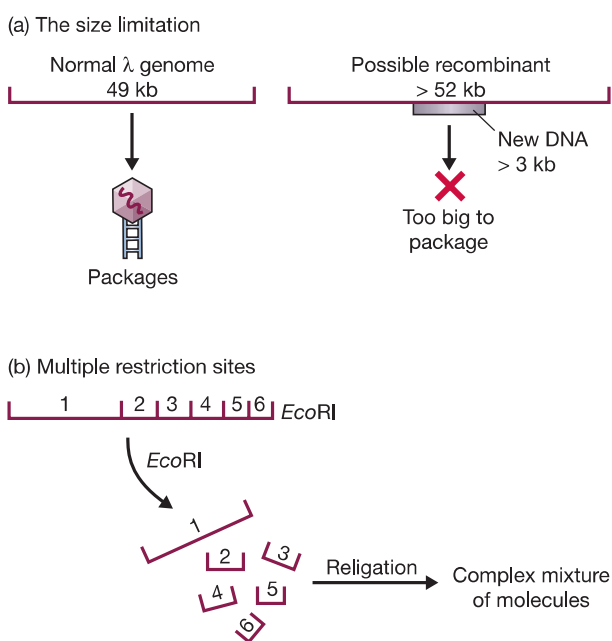 (a) The size limitation
Normal λ genome
49 kb
Possible recombinant
> 52 kb
New DNA
> 3 kb
Packages
Too big to
package
(b) Multiple restriction sites
1 2 3 4 5 6 EcoRI
EcoRI
1
2
3
4
5
6
Religation
Complex mixture
of molecules